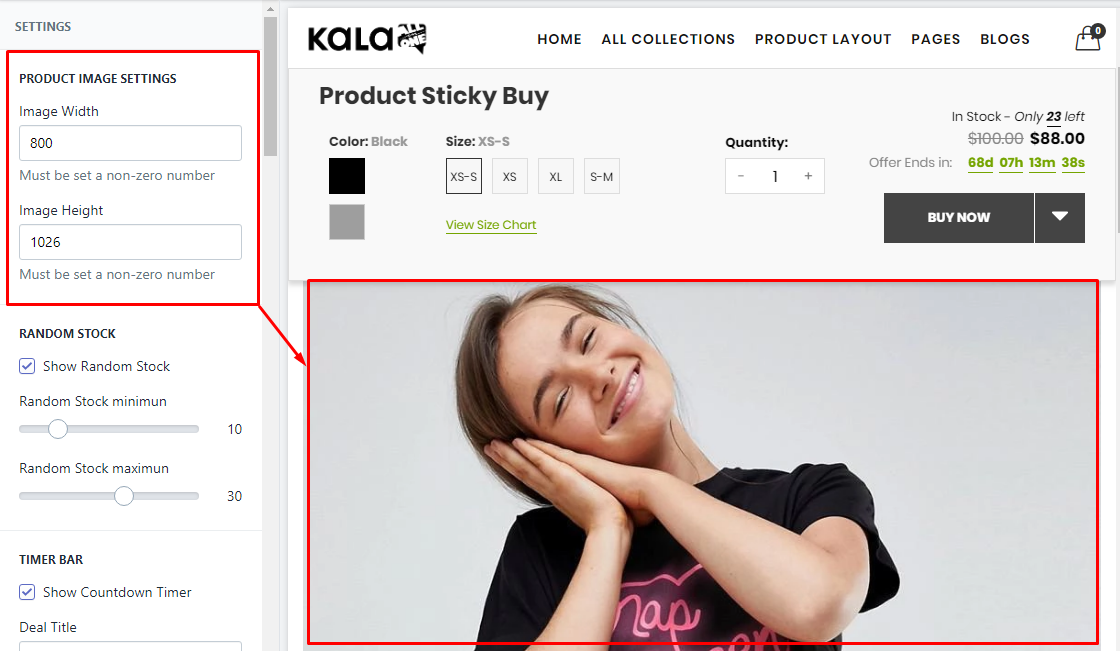 SETTINGS
PRODUCT IMAGE SETTINGS
Image Width
800
Must be set a non-zero number
Image Height
1026
Must be set a non-zero number
RANDOM STOCK
Show Random Stock
Random Stock minimun
10
Random Stock maximun
30
TIMER BAR
Show Countdown Timer
Deal Title
KALA ALL IN ONE
HOME ALL COLLECTIONS PRODUCT LAYOUT PAGES BLOGS
0
Product Sticky Buy
Color: Black
Size: XS-S
XS-S XS XL S-M
View Size Chart
Quantity:
- 1 +
In Stock - Only 23 left
$100.00 $88.00
Offer Ends in: 68d 07h 13m 38s
BUY NOW
nap